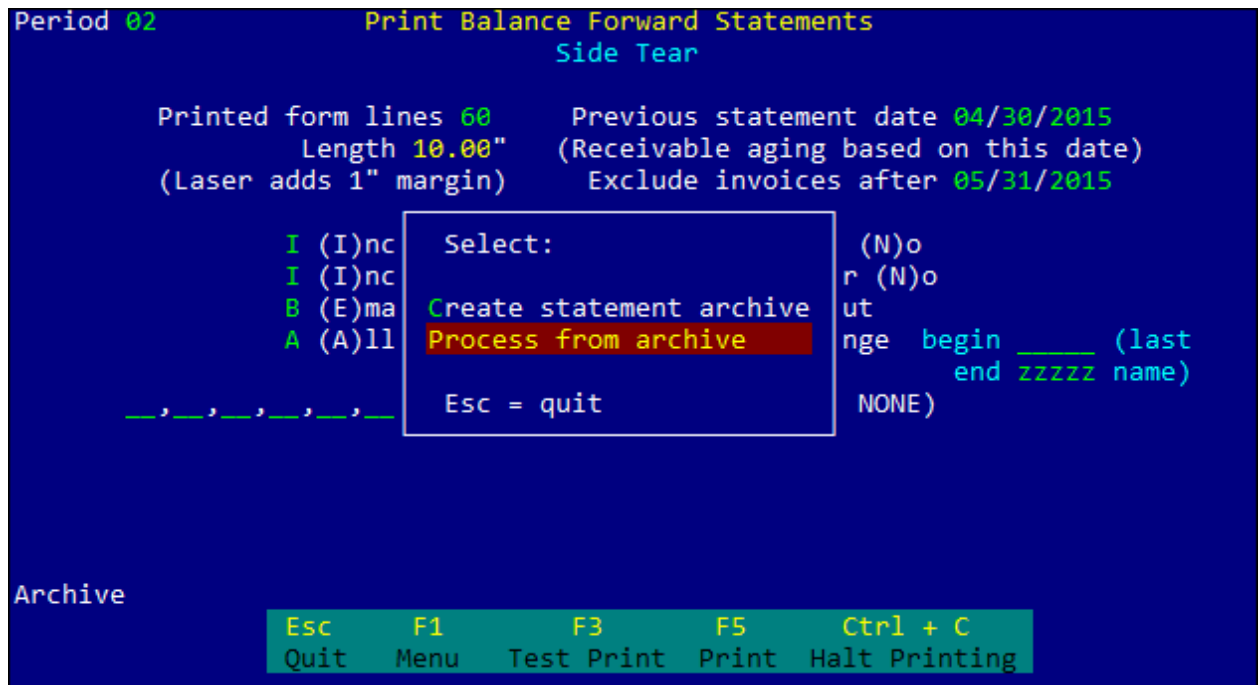 Period 02 Print Balance Forward Statements
Side Tear
Printed form lines 60 Previous statement date 04/30/2015
Length 10.00" (Receivable aging based on this date)
(Laser adds 1" margin) Exclude invoices after 05/31/2015
I (I)nc Select: (N)o
I (I)nc r (N)o
B (E)ma Create statement archive ut
A (A)ll Process from archive nge begin _____ (last
end zzzzz name)
__,__,__,__,__,__ Esc = quit NONE)
Archive
Esc F1 F3 F5 Ctrl + C
Quit Menu Test Print Print Halt Printing